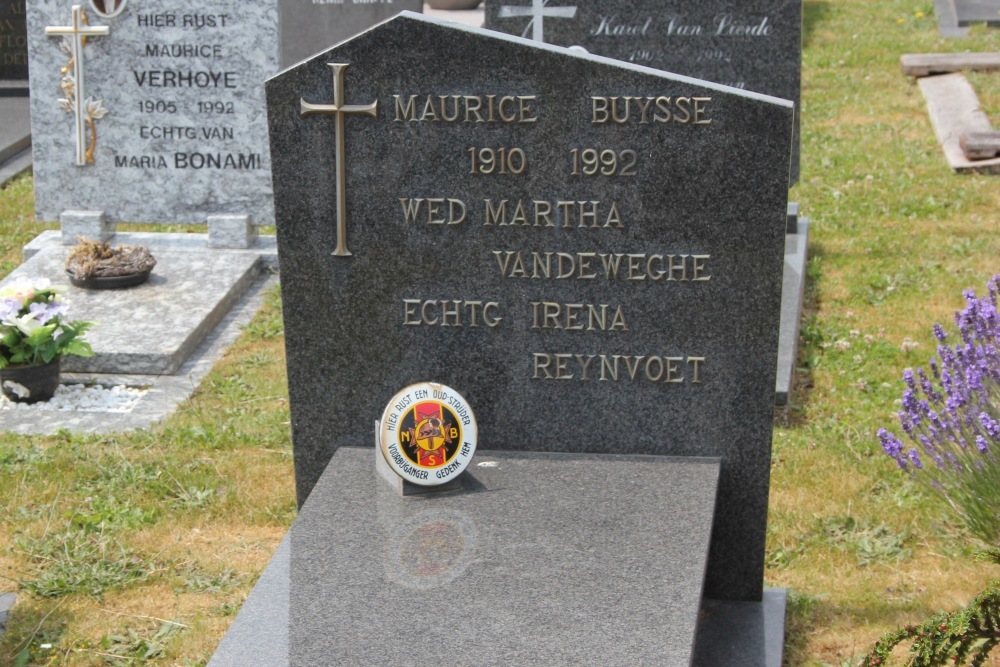 HIER RUST
MAURICE
VERHOYE
1905 - 1992
ECHTG VAN
MARIA BONAMI
Karel Van Lierde
MAURICE BUYSSE
1910 1992
WED MARTHA
VANDEWEGHE
ECHTG IRENA
REYNVOET
HIER RUST EEN OUD-STRIJDER
N B
S
VOORBIJGANGER GEDENK HEM